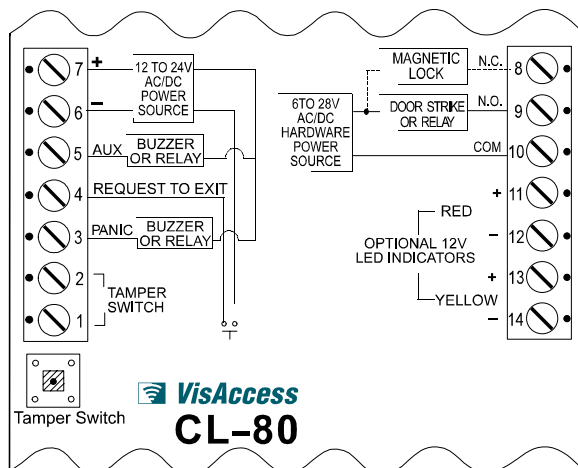 7
+
12 TO 24V
AC/DC
POWER
SOURCE
6
–
5
AUX
BUZZER
OR RELAY
4
REQUEST TO EXIT
3
PANIC
BUZZER
OR RELAY
2
1
TAMPER
SWITCH
MAGNETIC
LOCK
N.C.
8
6TO 28V
AC/DC
HARDWARE
POWER
SOURCE
DOOR STRIKE
OR RELAY
N.O.
9
COM
10
+
11
RED
–
12
OPTIONAL 12V
LED INDICATORS
+
13
YELLOW
–
14
Tamper Switch
VisAccess
CL–80